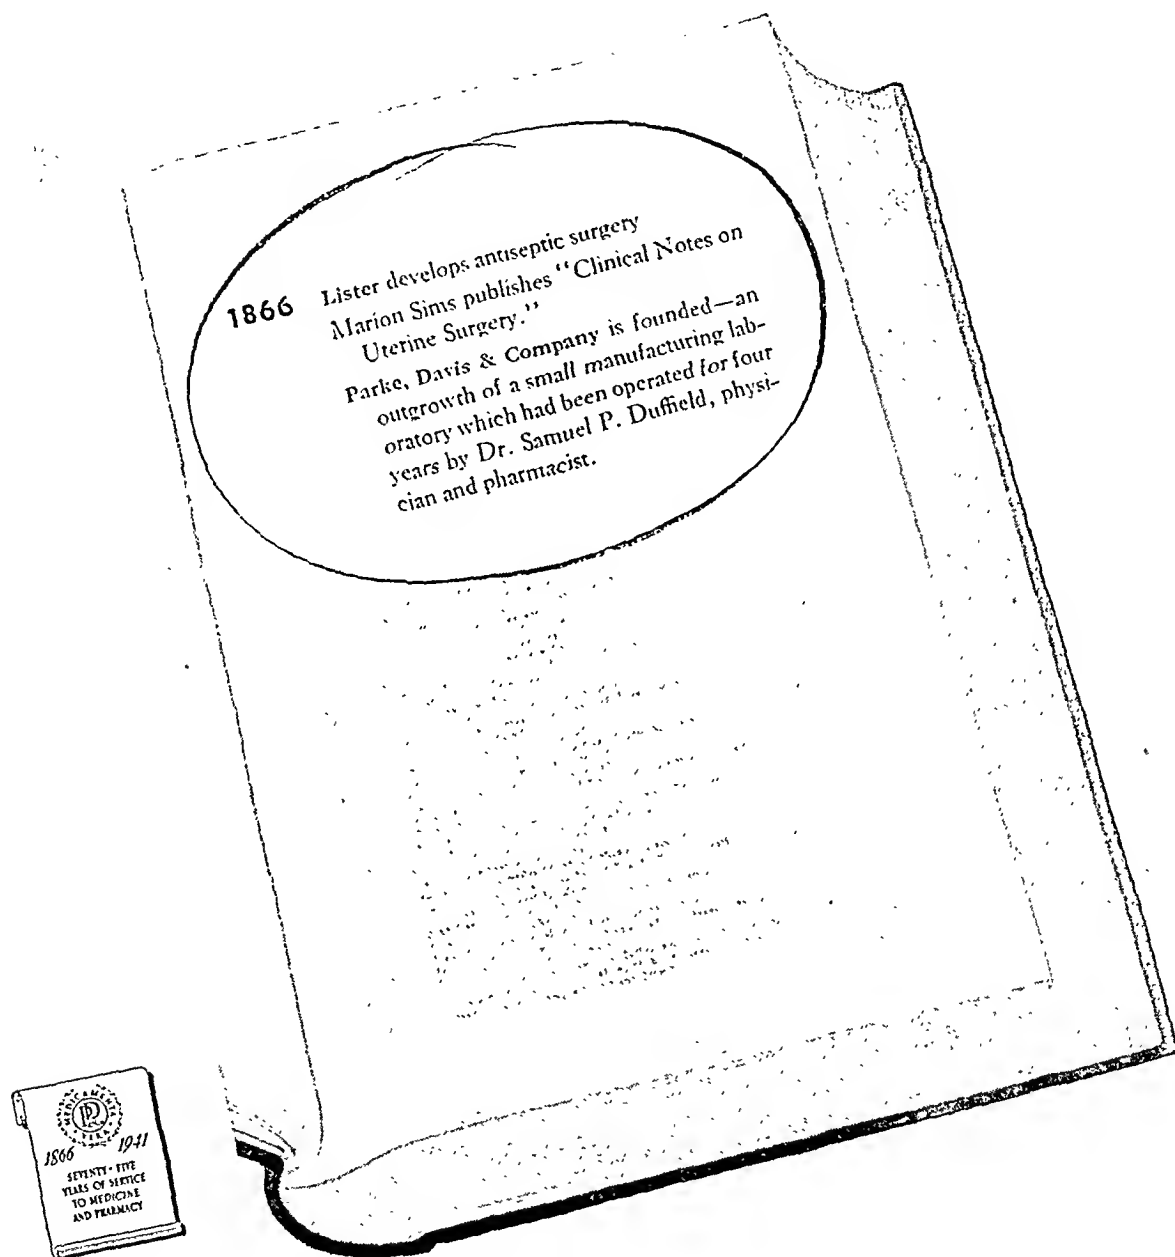 1866
Lister develops antiseptic surgery
Marion Sims publishes “Clinical Notes on
Uterine Surgery.”
Parke, Davis & Company is founded—an
outgrowth of a small manufacturing lab-
oratory which had been operated for four
years by Dr. Samuel P. Duffield, physi-
cian and pharmacist.
MEDICAMENTA
VERA
1866 1941
SEVENTY-FIVE
YEARS OF SERVICE
TO MEDICINE
AND PHARMACY